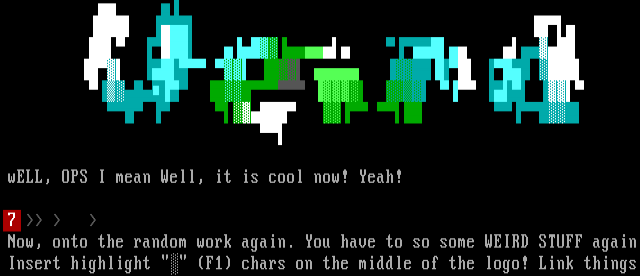 wELL, OPS I mean Well, it is cool now! Yeah!
7 >> >  >
Now, onto the random work again. You have to so some WEIRD STUFF again
Insert highlight "▒" (F1) chars on the middle of the logo! Link things